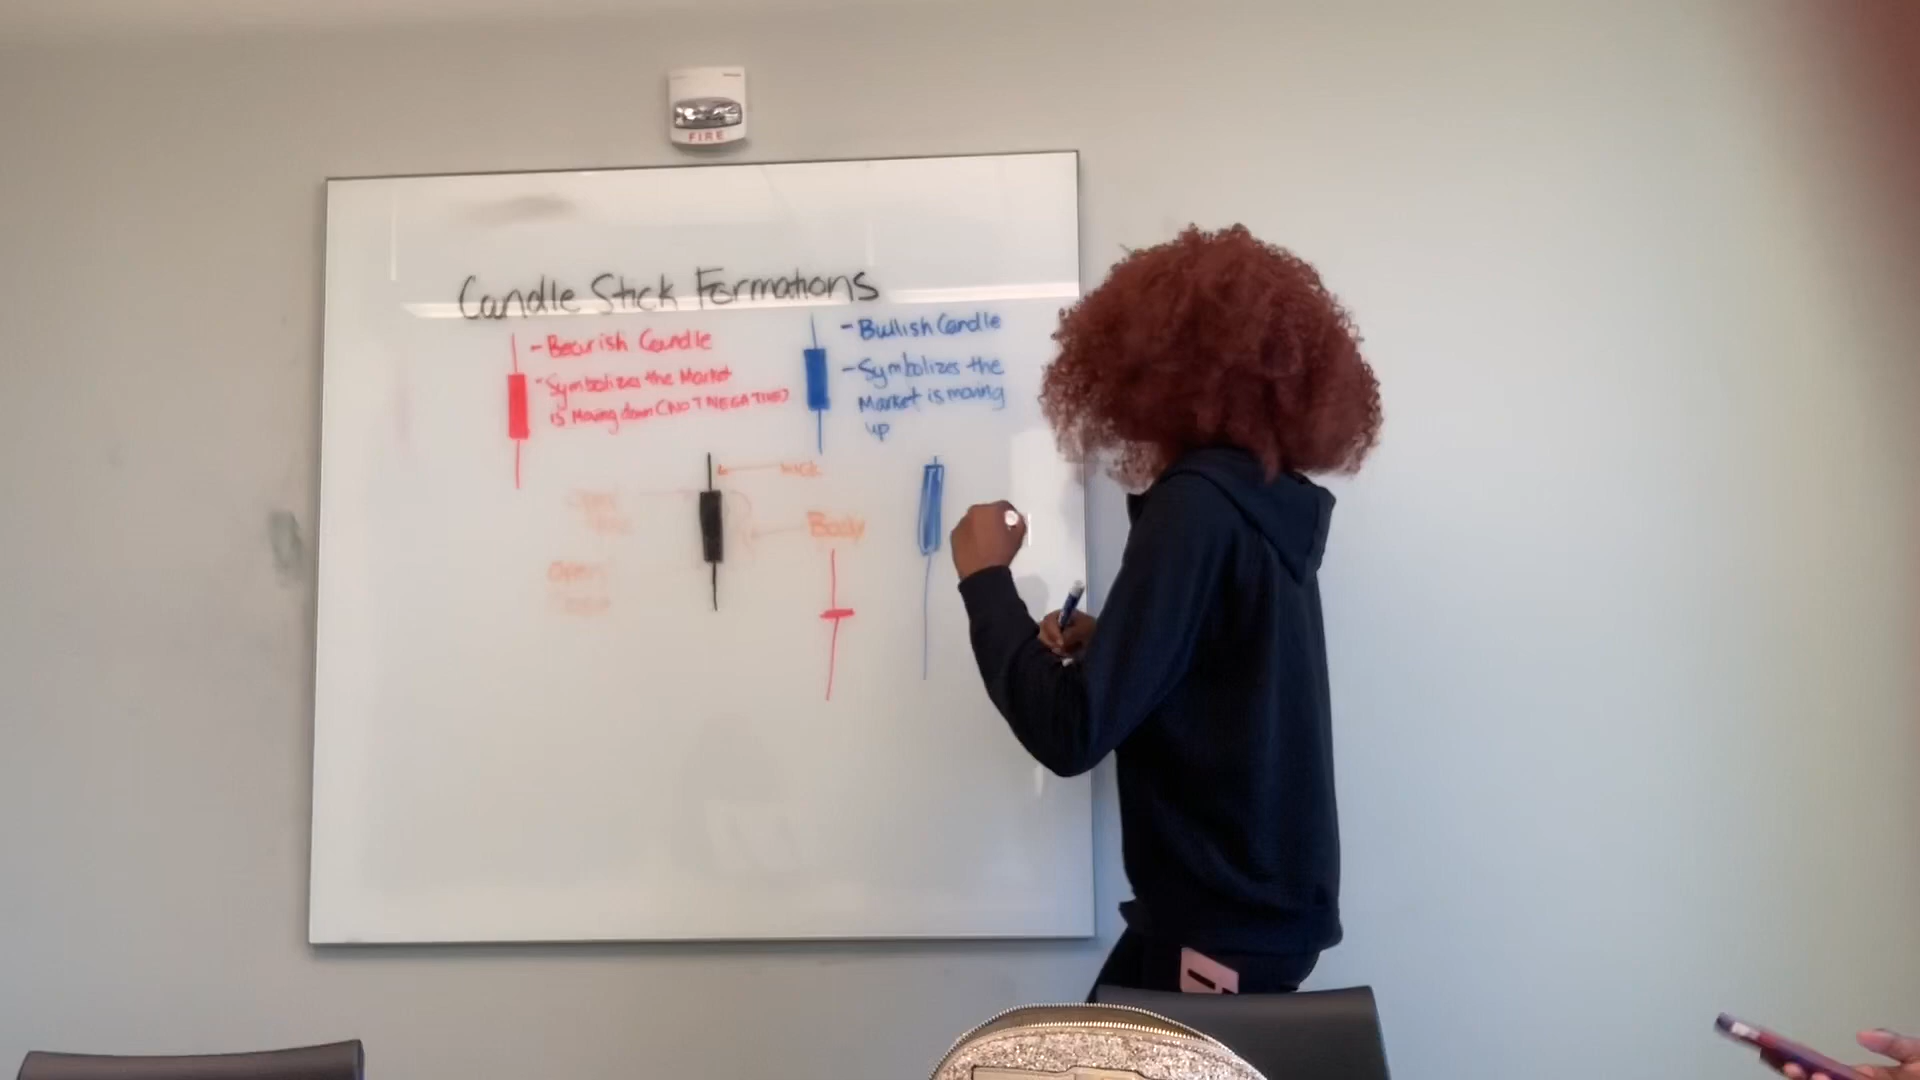 FIRE
Candle Stick Formations
- Bearish Candle
- Symbolizes the Market
is Moving down (NOT NEGATIVE)
- Bullish Candle
- Symbolizes the
Market is moving
up
wick
Body
Open